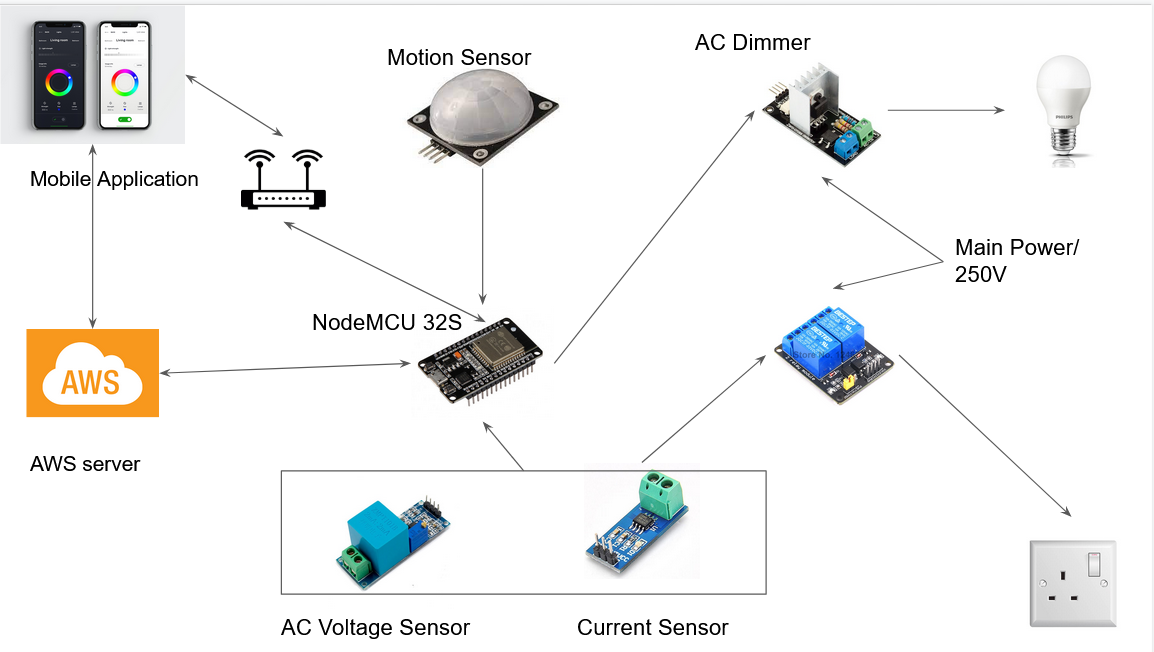 Motion Sensor
AC Dimmer
PHILIPS
Mobile Application
Main Power/
250V
NodeMCU 32S
AWS
AWS server
AC Voltage Sensor
Current Sensor